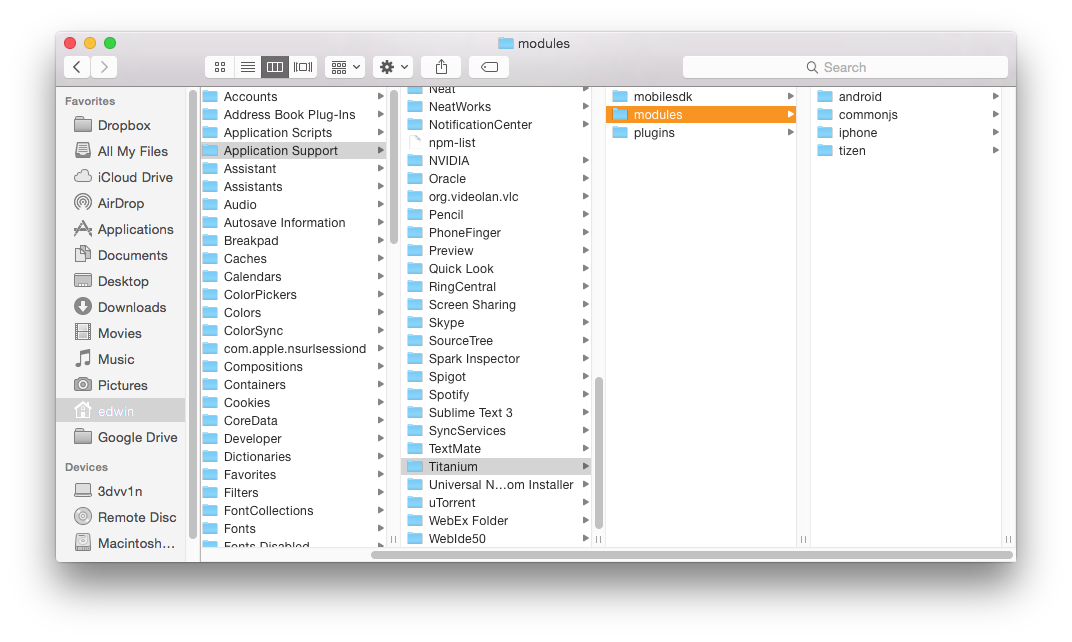 modules
Search
Favorites
Dropbox
All My Files
iCloud Drive
AirDrop
Applications
Documents
Desktop
Downloads
Movies
Music
Pictures
edwin
Google Drive
Devices
3dvv1n
Remote Disc
Macintosh...
Accounts
Address Book Plug-Ins
Application Scripts
Application Support
Assistant
Assistants
Audio
Autosave Information
Breakpad
Caches
Calendars
ColorPickers
Colors
ColorSync
com.apple.nsurlsessiond
Compositions
Containers
Cookies
CoreData
Developer
Dictionaries
Favorites
Filters
FontCollections
Fonts
Fonts Disabled
Neat
NeatWorks
NotificationCenter
npm-list
NVIDIA
Oracle
org.videolan.vlc
Pencil
PhoneFinger
Preview
Quick Look
RingCentral
Screen Sharing
Skype
SourceTree
Spark Inspector
Spigot
Spotify
Sublime Text 3
SyncServices
TextMate
Titanium
Universal N...om Installer
uTorrent
WebEx Folder
WebIde50
mobilesdk
modules
plugins
android
commonjs
iphone
tizen